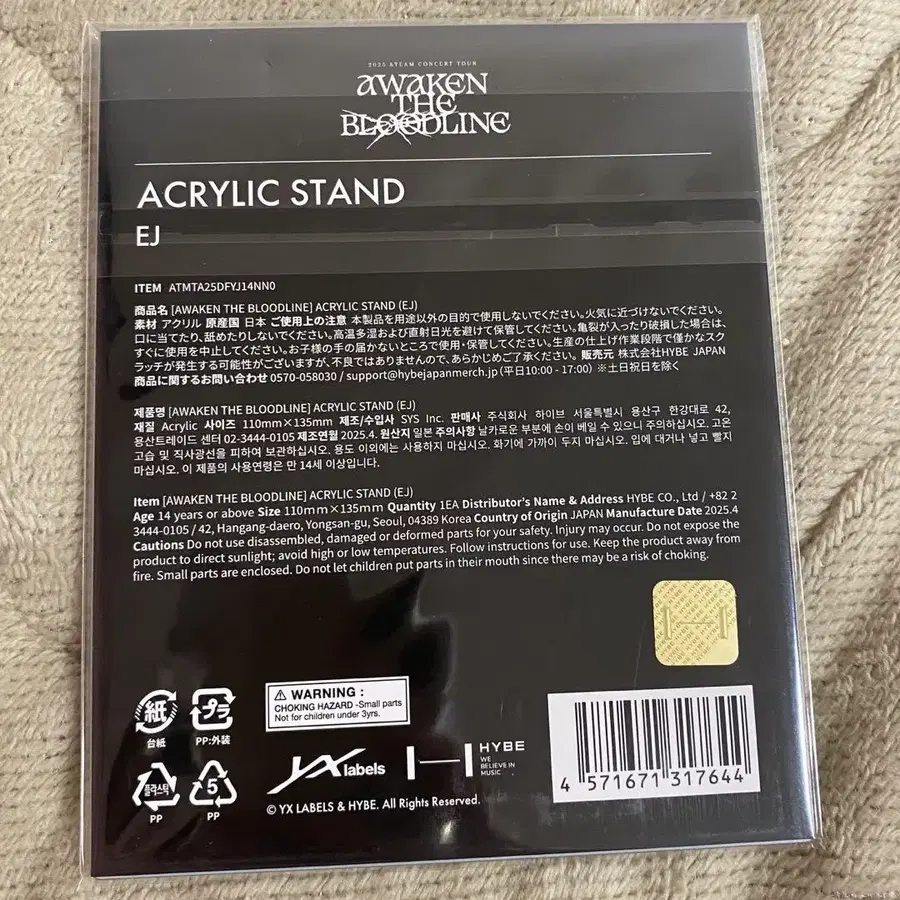 2025 &TEAM CONCERT TOUR
AWAKEN
THE
BLOODLINE
ACRYLIC STAND
EJ
ITEM ATMTA25DFYJ14NN0
商品名 [AWAKEN THE BLOODLINE] ACRYLIC STAND (EJ)
素材 アクリル 原産国 日本 ご使用上の注意 本製品を用途以外の目的で使用しないでください。火気に近づけないでください。
口に当てたり、舐めたりしないでください。高温多湿および直射日光を避けて保管してください。亀裂が入ったり破損した場合は、
すぐに使用を中止してください。お子様の手の届かないところで使用・保管してください。生産の仕上げ作業段階で僅かなスク
ラッチが発生する可能性がございますが、不良ではありませんので、あらかじめご了承ください。 販売元 株式会社HYBE JAPAN
商品に関するお問い合わせ 0570-058030 / support@hybejapanmerch.jp (平日10:00 - 17:00) ※土日祝日を除く
제품명 [AWAKEN THE BLOODLINE] ACRYLIC STAND (EJ)
재질 Acrylic 사이즈 110mm×135mm 제조/수입사 SYS Inc. 판매사 주식회사 하이브 서울특별시 용산구 한강대로 42,
용산트레이드 센터 02-3444-0105 제조연월 2025.4. 원산지 일본 주의사항 날카로운 부분에 손이 베일 수 있으니 주의하십시오. 고온
고습 및 직사광선을 피하여 보관하십시오. 용도 이외에는 사용하지 마십시오. 화기에 가까이 두지 마십시오. 입에 대거나 넣고 빨지
마십시오. 이 제품의 사용연령은 만 14세 이상입니다.
Item [AWAKEN THE BLOODLINE] ACRYLIC STAND (EJ)
Age 14 years or above Size 110mm×135mm Quantity 1EA Distributor's Name & Address HYBE CO., Ltd / +82 2
3444-0105 / 42, Hangang-daero, Yongsan-gu, Seoul, 04389 Korea Country of Origin JAPAN Manufacture Date 2025.4
Cautions Do not use disassembled, damaged or deformed parts for your safety. Injury may occur. Do not expose the
product to direct sunlight; avoid high or low temperatures. Follow instructions for use. Keep the product away from
fire. Small parts are enclosed. Do not let children put parts in their mouth since there may be a risk of choking.
紙
台紙
プラ
PP:外装
플라스틱
PP
5
PP
WARNING :
CHOKING HAZARD -Small parts
Not for children under 3yrs.
YX labels
HYBE
WE
BELIEVE IN
MUSIC
© YX LABELS & HYBE. All Rights Reserved.
HYBE
4 571671 317644